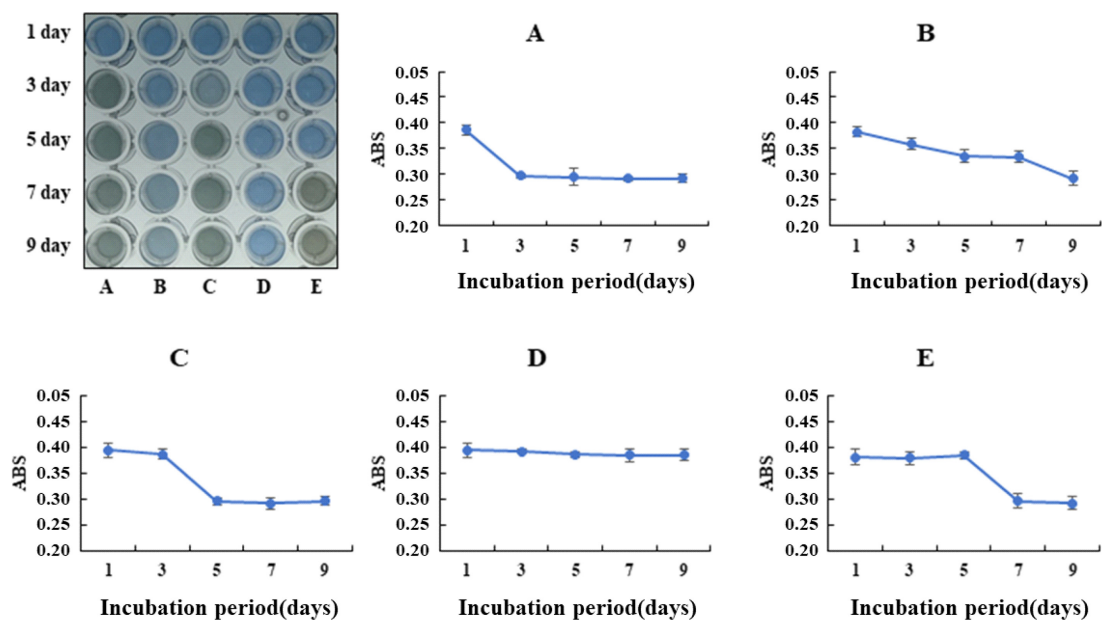 1 day
3 day
5 day
7 day
9 day
A B C D E
A
ABS
0.05
0.45
0.40
0.35
0.30
0.25
0.20
1 3 5 7 9
Incubation period(days)
B
ABS
0.05
0.45
0.40
0.35
0.30
0.25
0.20
1 3 5 7 9
Incubation period(days)
C
ABS
0.05
0.45
0.40
0.35
0.30
0.25
0.20
1 3 5 7 9
Incubation period(days)
D
ABS
0.05
0.45
0.40
0.35
0.30
0.25
0.20
1 3 5 7 9
Incubation period(days)
E
ABS
0.05
0.45
0.40
0.35
0.30
0.25
0.20
1 3 5 7 9
Incubation period(days)